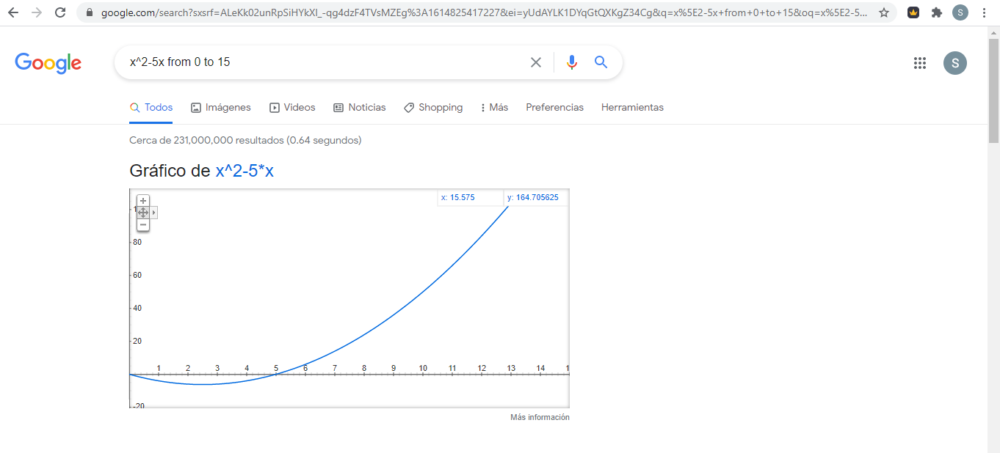 google.com/search?sxsrf=ALeKk02unRpSiHYkXI_-qg4dzF4TVsMZEg%3A1614825417227&ei=yUdAYLK1DYqGtQXKgZ34Cg&q=x%5E2-5x+from+0+to+15&oq=x%5E2-5...
S
Google
x^2-5x from 0 to 15
S
Todos Imágenes Videos Noticias Shopping Más Preferencias Herramientas
Cerca de 231,000,000 resultados (0.64 segundos)
Gráfico de x^2-5*x
x: 15.575 y: 164.705625
80
60
40
20
1 2 3 4 5 6 7 8 9 10 11 12 13 14 1
-20
Más información